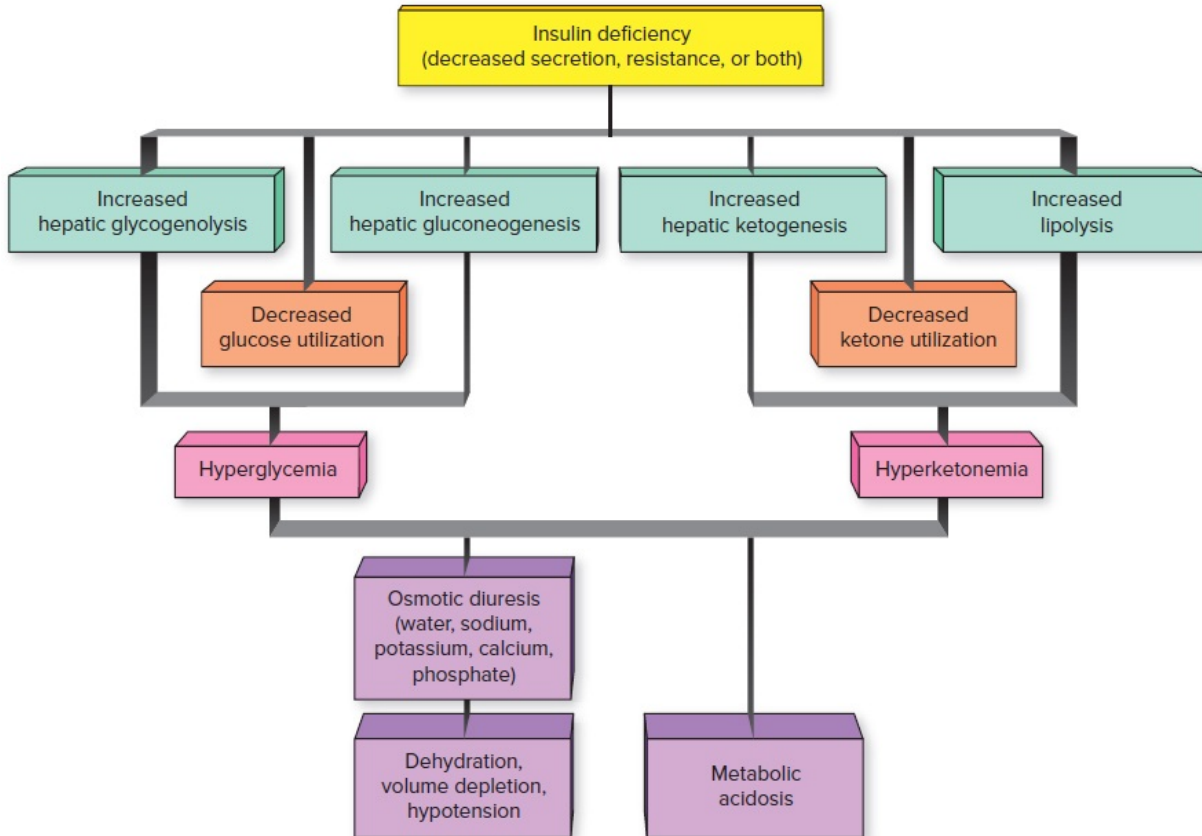 Insulin deficiency
(decreased secretion, resistance, or both)
Increased
hepatic glycogenolysis
Increased
hepatic gluconeogenesis
Increased
hepatic ketogenesis
Increased
lipolysis
Decreased
glucose utilization
Decreased
ketone utilization
Hyperglycemia
Hyperketonemia
Osmotic diuresis
(water, sodium,
potassium, calcium,
phosphate)
Dehydration,
volume depletion,
hypotension
Metabolic
acidosis